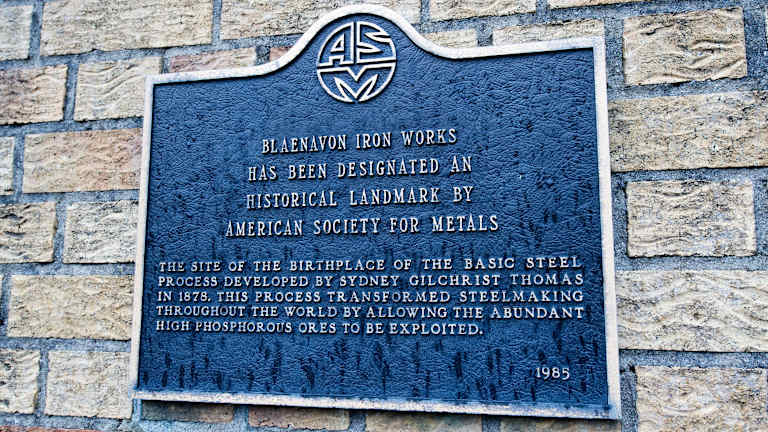 ASM
BLAENAVON IRON WORKS
HAS BEEN DESIGNATED AN
HISTORICAL LANDMARK BY
AMERICAN SOCIETY FOR METALS
THE SITE OF THE BIRTHPLACE OF THE BASIC STEEL
PROCESS DEVELOPED BY SYDNEY GILCHRIST THOMAS
IN 1878. THIS PROCESS TRANSFORMED STEELMAKING
THROUGHOUT THE WORLD BY ALLOWING THE ABUNDANT
HIGH PHOSPHOROUS ORES TO BE EXPLOITED.
1985